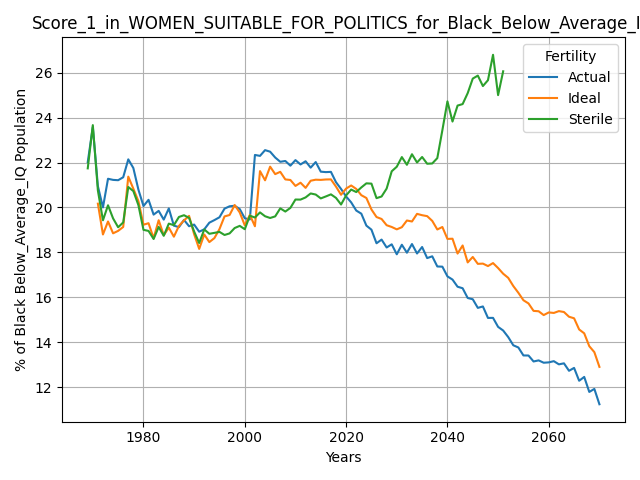 Score_1_in_WOMEN_SUITABLE_FOR_POLITICS_for_Black_Below_Average_I
Fertility
Actual
Ideal
Sterile
% of Black Below_Average_IQ Population
26
24
22
20
18
16
14
12
1980 2000 2020 2040 2060
Years